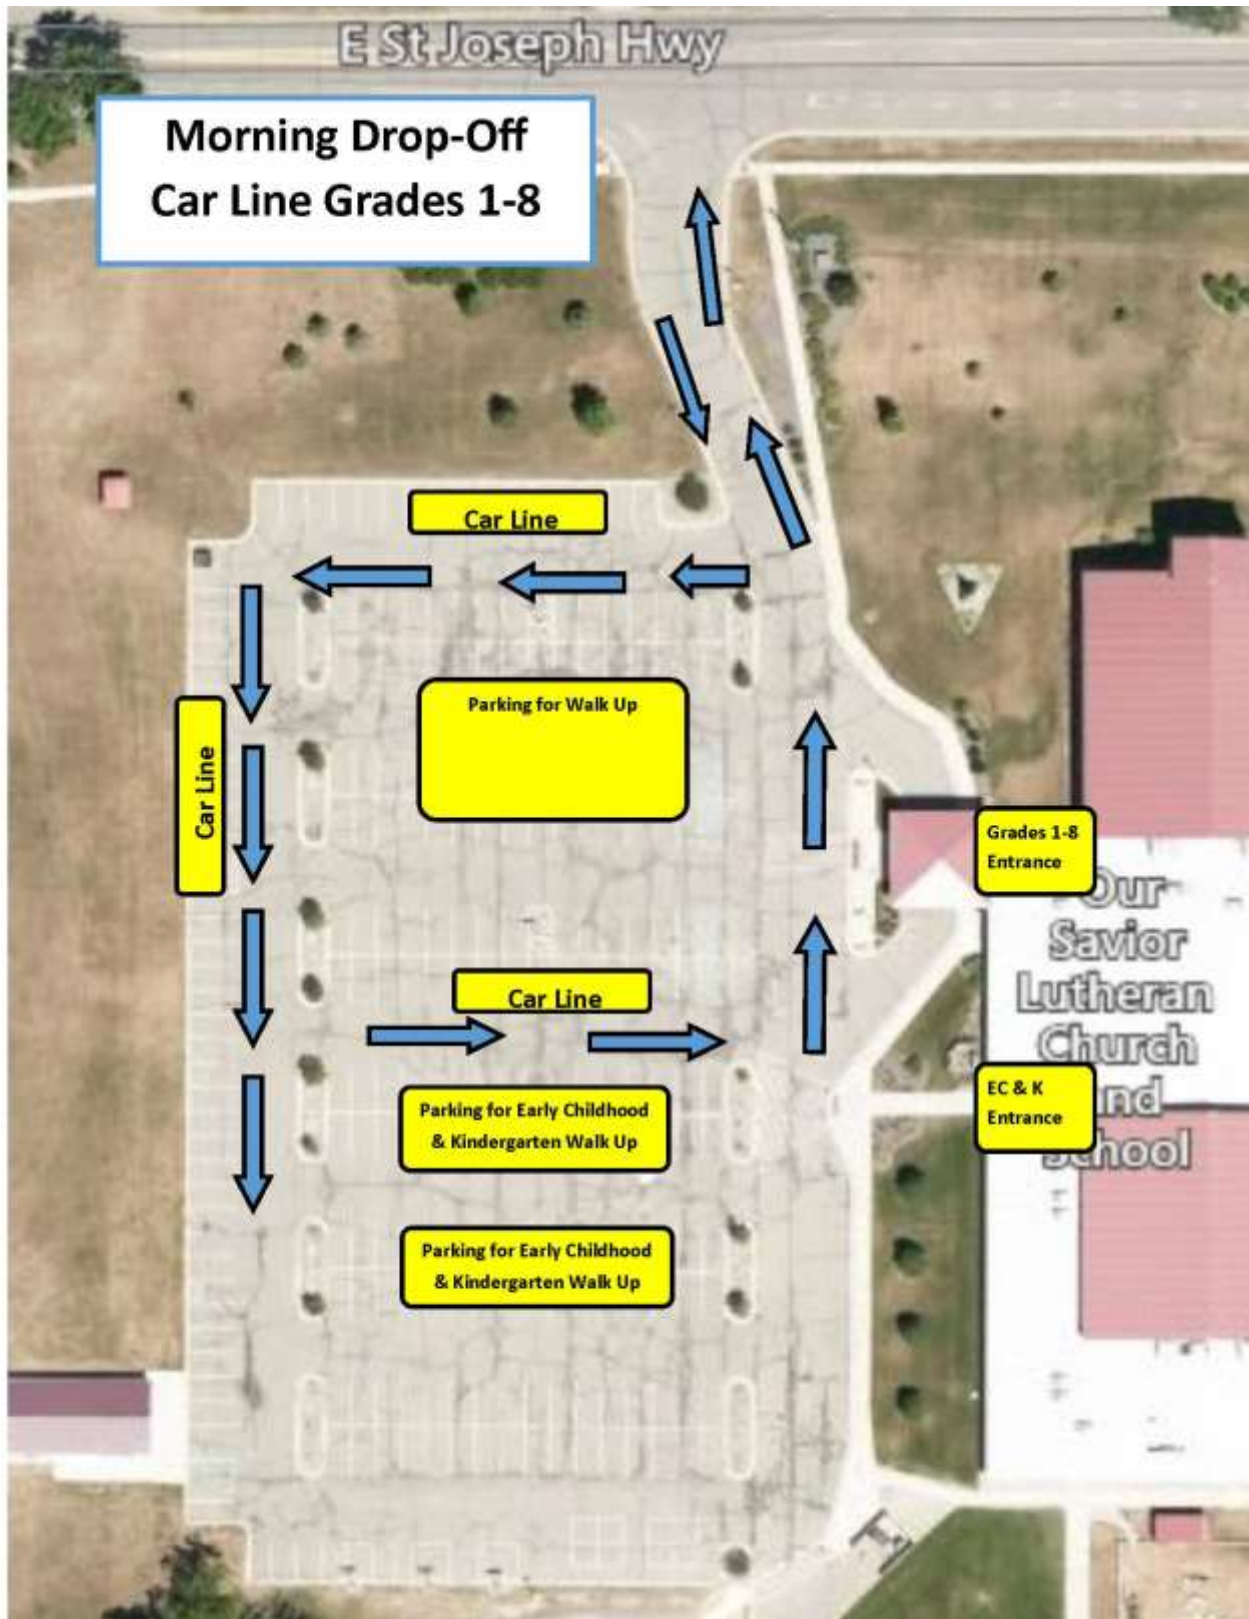 E St Joseph Hwy
Morning Drop-Off
Car Line Grades 1-8
Car Line
Parking for Walk Up
Car Line
Grades 1-8
Entrance
Our
Savior
Lutheran
Church
and
School
Car Line
EC & K
Entrance
Parking for Early Childhood
& Kindergarten Walk Up
Parking for Early Childhood
& Kindergarten Walk Up